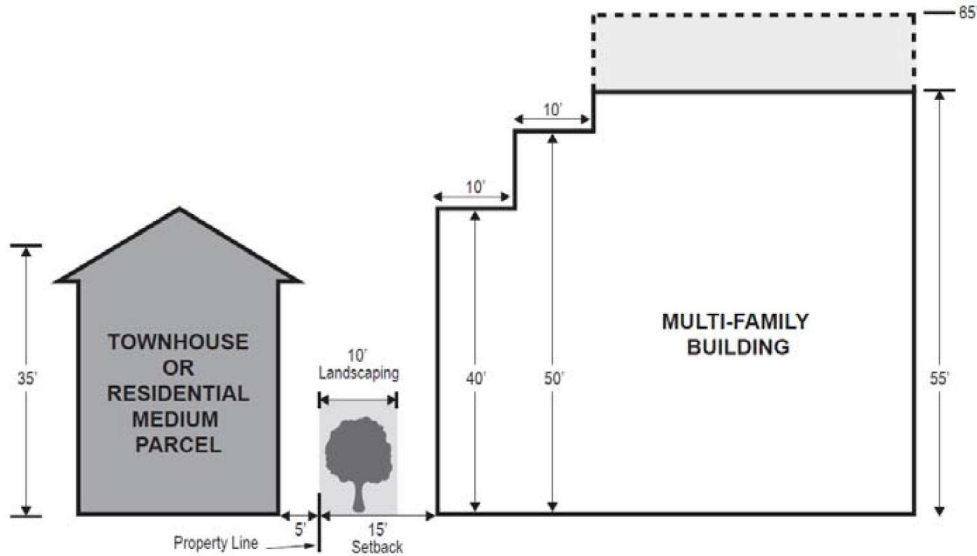 65
10'
10'
TOWNHOUSE
OR
RESIDENTIAL
MEDIUM
PARCEL
35'
10'
Landscaping
40'
50'
MULTI-FAMILY
BUILDING
55'
5'
15'
Setback
Property Line